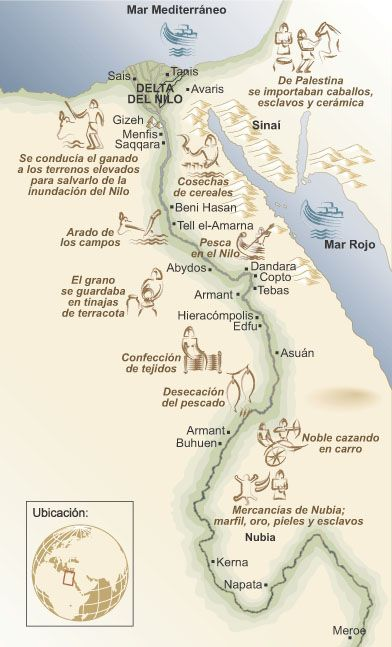 Mar Mediterráneo
De Palestina
se importaban caballos,
esclavos y cerámica
Sais
Tanis
DELTA
DEL NILO
Avaris
Gizeh
Menfis
Saqqara
Sinaí
Se conducía el ganado
a los terrenos elevados
para salvarlo de la
inundación del Nilo
Cosechas
de cereales
Beni Hasan
Tell el-Amarna
Mar Rojo
Arado de
los campos
Pesca
en el Nilo
Abydos
Dandara
Copto
Tebas
Armant
El grano
se guardaba
en tinajas
de terracota
Hieracómpolis
Edfu
Asuán
Confección
de tejidos
Desecación
del pescado
Armant
Buhuen
Noble cazando
en carro
Mercancías de Nubia;
marfil, oro, pieles y esclavos
Nubia
Ubicación:
Kerna
Napata
Meroe